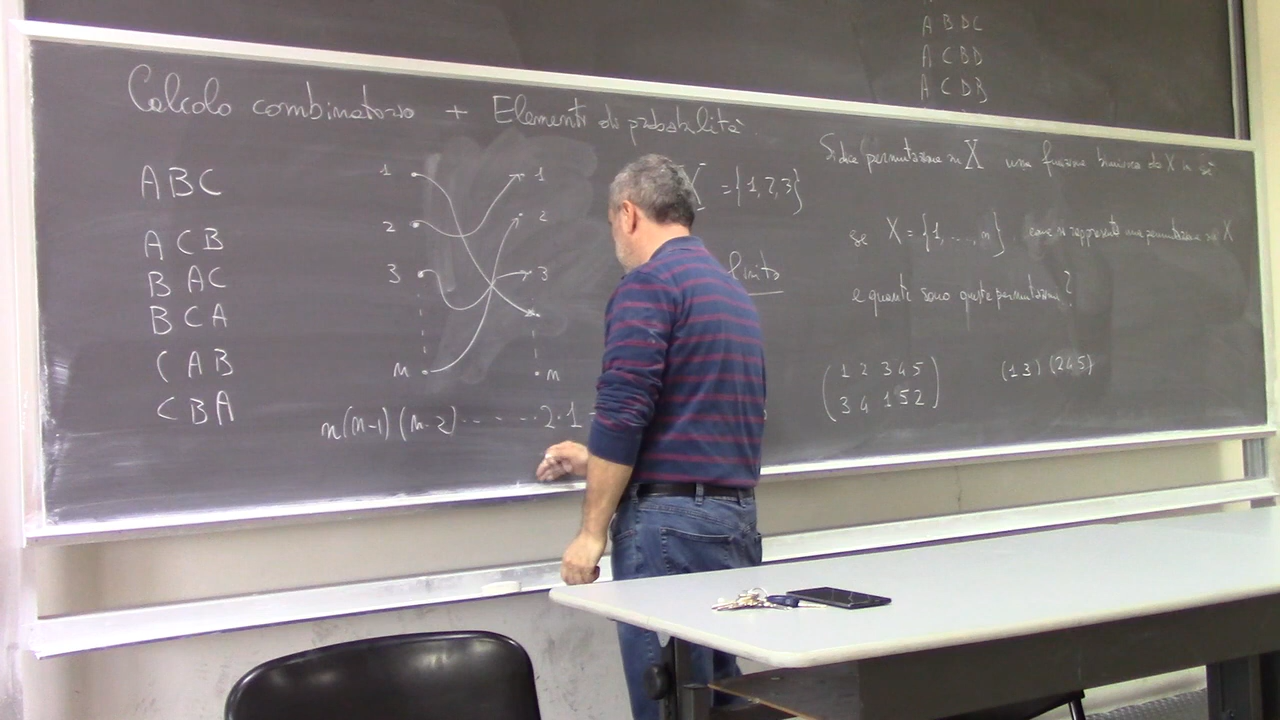 A B D C
A C B D
A C D B
Calcolo combinatorio + Elementi di probabilità
A B C
A C B
B A C
B C A
C A B
C B A
1 1
2 2
3 3
n n
n(n-1)(n-2) ...... 2·1
X = {1, 2, 3}
finito
Si dice permutazione su X una funzione biunivoca da X in sé
se X = {1, ..., n} come si rappresenta una permutazione su X
e quante sono queste permutazioni?
1 2 3 4 5
3 4 1 5 2
(1 3) (2 4 5)